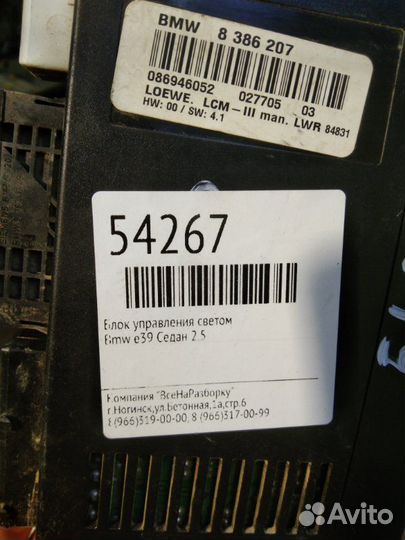 BMW 8 386 207
086946052 027705 03
LOEWE. LCM-III man. LWR 84831
HW: 00 / SW: 4.1
54267
Блок управления светом
Bmw e39 Седан 2.5
Компания "ВсеНаРазборку"
г.Ногинск,ул.Бетонная,1а,стр.6
8(966)319-00-00, 8 (966)317-00-99
Avito